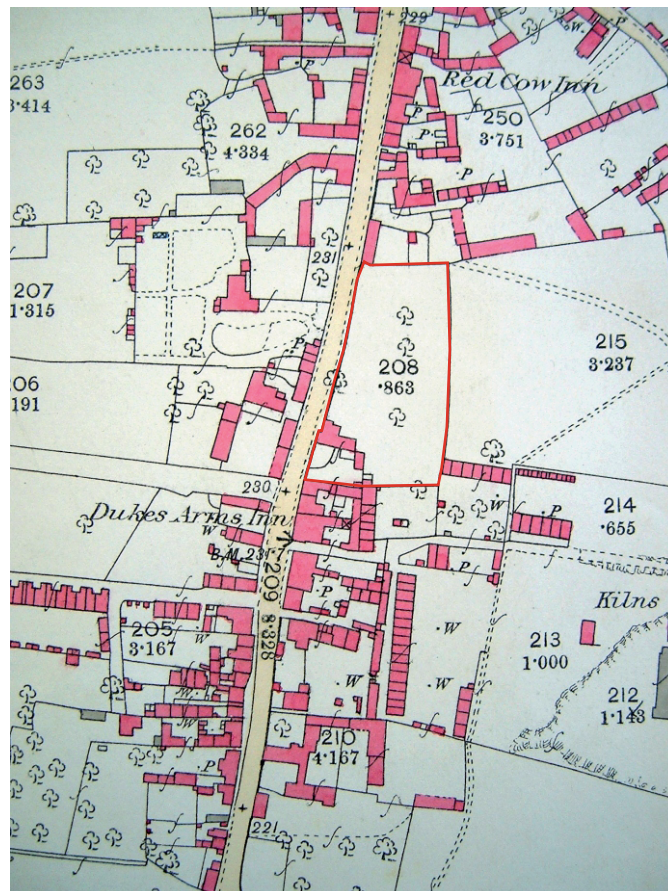 229
P
W
P
263
3·414
Red Cow Inn
P
262
4·334
P
250
3·751
P
P
231
207
1·315
215
3·237
P
208
·863
206
191
230
W
214
·655
Dukes Arms Inn
W
P
B.M. 231·7
P
209
8·328
P
Kilns
205
3·167
W
W
213
1·000
W
W
W
212
1·143
210
4·167
P
P
221